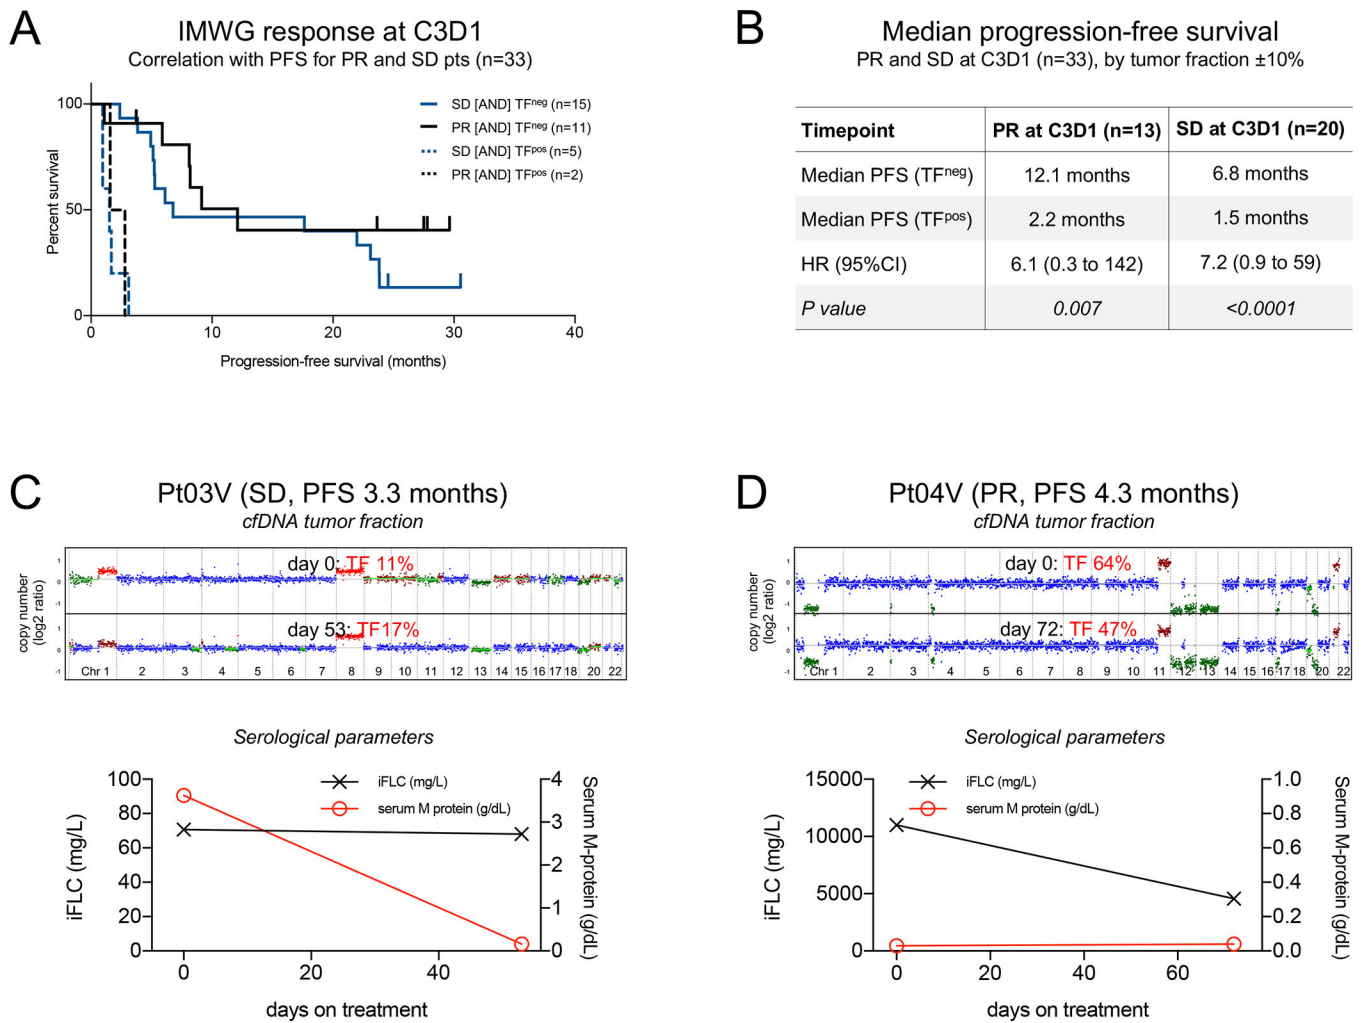 A
IMWG response at C3D1
Correlation with PFS for PR and SD pts (n=33)
SD [AND] TFneg (n=15)
PR [AND] TFneg (n=11)
SD [AND] TFpos (n=5)
PR [AND] TFpos (n=2)
Percent survival
100
50
0
0 10 20 30 40
Progression-free survival (months)
B
Median progression-free survival
PR and SD at C3D1 (n=33), by tumor fraction ±10%
Timepoint PR at C3D1 (n=13) SD at C3D1 (n=20)
Median PFS (TFneg) 12.1 months 6.8 months
Median PFS (TFpos) 2.2 months 1.5 months
HR (95%CI) 6.1 (0.3 to 142) 7.2 (0.9 to 59)
P value 0.007 <0.0001
C
Pt03V (SD, PFS 3.3 months)
cfDNA tumor fraction
copy number
(log2 ratio)
1
0
-1
day 0: TF 11%
1
0
-1
day 53: TF17%
Chr 1 2 3 4 5 6 7 8 9 10 11 12 13 14 15 16 17 18 20 22
Serological parameters
iFLC (mg/L)
serum M protein (g/dL)
iFLC (mg/L)
100
80
60
40
20
0
Serum M-protein (g/dL)
4
3
2
1
0
0 20 40
days on treatment
D
Pt04V (PR, PFS 4.3 months)
cfDNA tumor fraction
copy number
(log2 ratio)
1
0
-1
day 0: TF 64%
1
0
-1
day 72: TF 47%
Chr 1 2 3 4 5 6 7 8 9 10 11 12 13 14 15 16 17 18 20 22
Serological parameters
iFLC (mg/L)
serum M protein (g/dL)
iFLC (mg/L)
15000
10000
5000
0
Serum M-protein (g/dL)
1.0
0.8
0.6
0.4
0.2
0.0
0 20 40 60
days on treatment